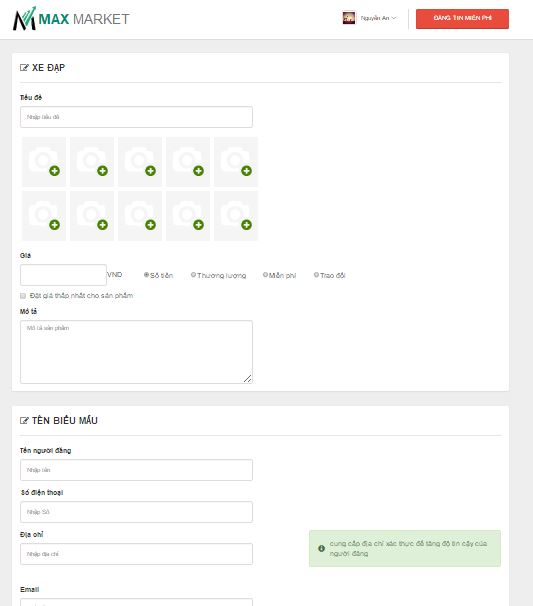 MAX MARKET
Nguyễn An
ĐĂNG TIN MIỄN PHÍ
XE ĐẠP
Tiêu đề
Nhập tiêu đề
Giá
VND Số tiền Thương lượng Miễn phí Trao đổi
Đặt giá thấp nhất cho sản phẩm
Mô tả
Mô tả sản phẩm
TÊN BIỂU MẪU
Tên người đăng
Nhập tên
Số điện thoại
Nhập Số
Địa chỉ
Nhập địa chỉ
cung cấp địa chỉ xác thực để tăng độ tin cậy của
người đăng
Email